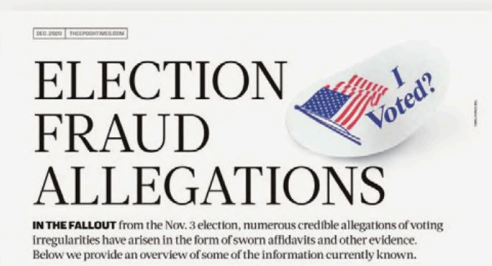 DEC. 2020 | THEEPOCHTIMES.COM
ELECTION
FRAUD
ALLEGATIONS
I
Voted?
IN THE FALLOUT from the Nov. 3 election, numerous credible allegations of voting
irregularities have arisen in the form of sworn affidavits and other evidence.
Below we provide an overview of some of the information currently known.